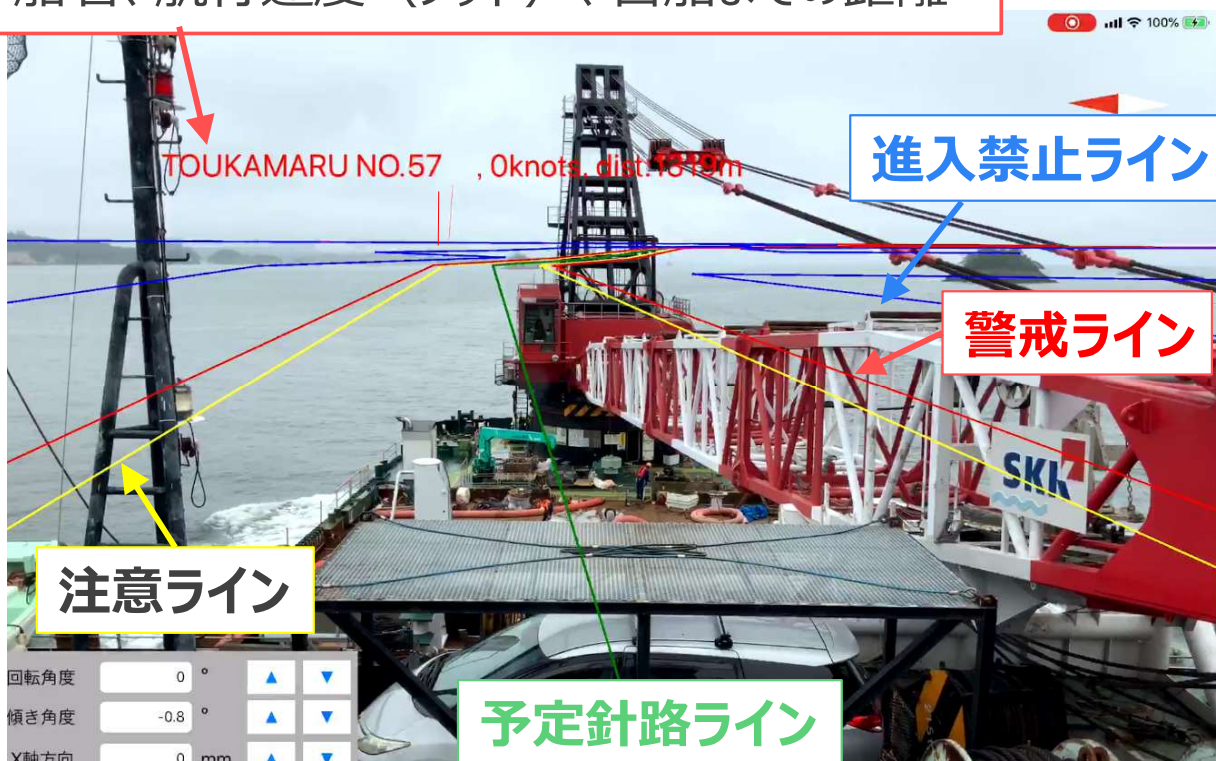 船名、航行速度（ノット）、自船までの距離
100%
TOUKAMARU NO.57 , 0knots, dist:1319m
進入禁止ライン
警戒ライン
SKK
注意ライン
回転角度 0 °
傾き角度 -0.8 °
X軸方向 0 mm
予定針路ライン